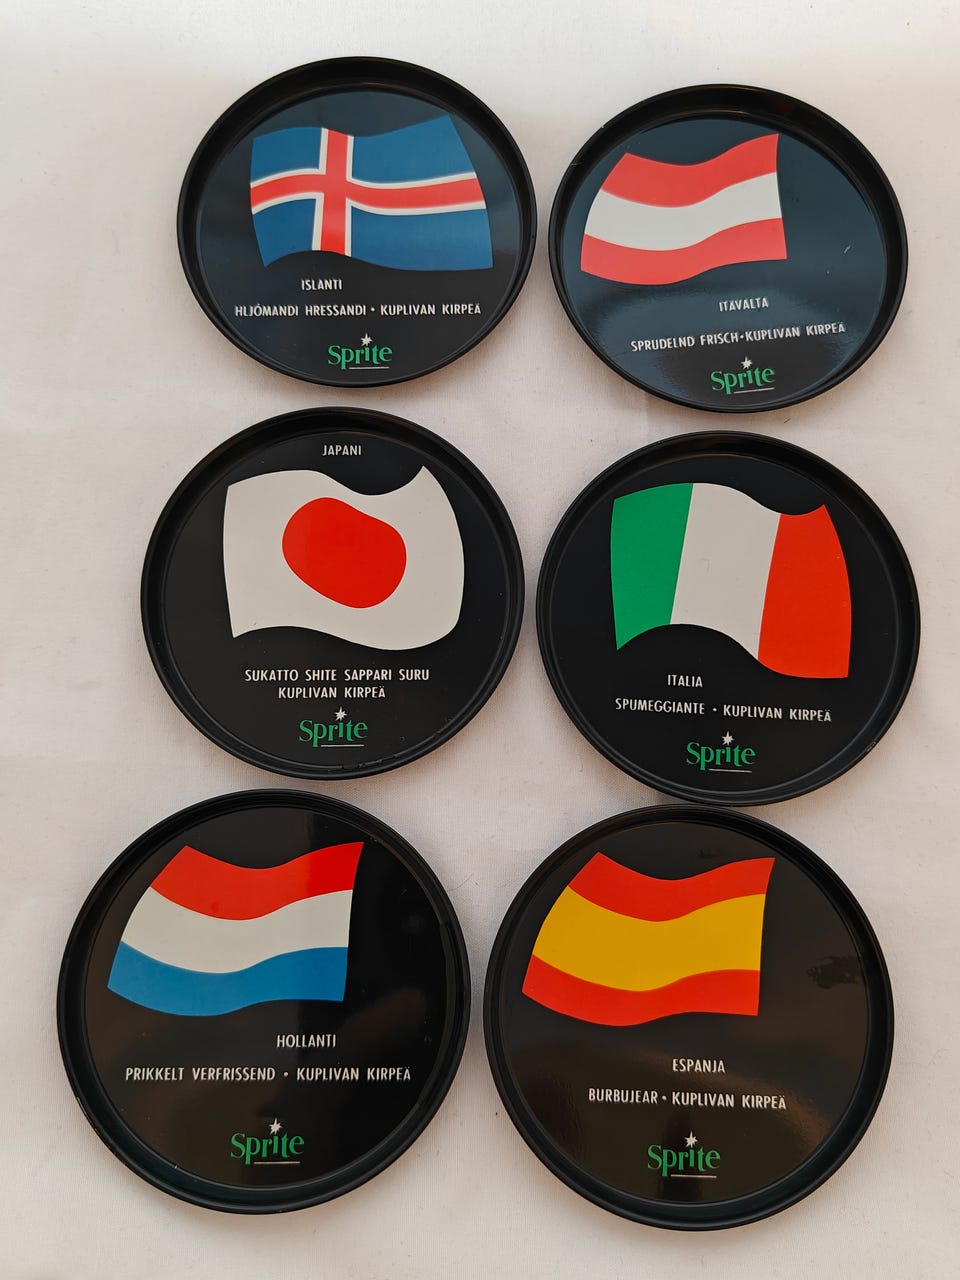 ISLANTI
HLJÓMANDI HRESSANDI • KUPLIVAN KIRPEÄ
Sprite
ITÄVALTA
SPRUDELND FRISCH • KUPLIVAN KIRPEÄ
Sprite
JAPANI
SUKATTO SHITE SAPPARI SURU
KUPLIVAN KIRPEÄ
Sprite
ITALIA
SPUMEGGIANTE • KUPLIVAN KIRPEÄ
Sprite
HOLLANTI
PRIKKELT VERFRISSEND • KUPLIVAN KIRPEÄ
Sprite
ESPANJA
BURBUJEAR • KUPLIVAN KIRPEÄ
Sprite